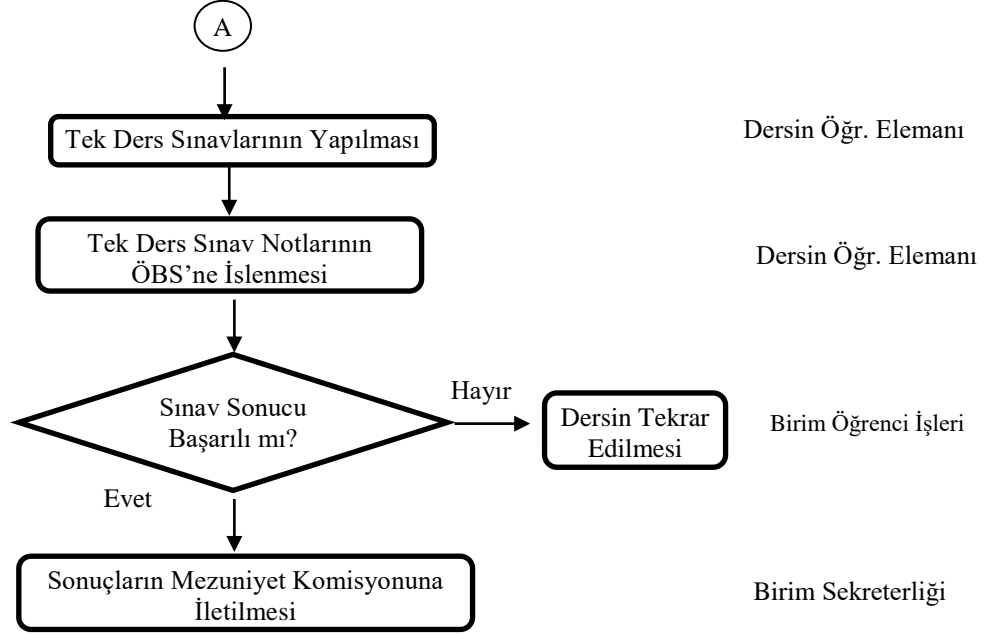 A
Tek Ders Sınavlarının Yapılması
Dersin Öğr. Elemanı
Tek Ders Sınav Notlarının
ÖBS’ne İslenmesi
Dersin Öğr. Elemanı
Sınav Sonucu
Başarılı mı?
Hayır
Dersin Tekrar
Edilmesi
Birim Öğrenci İşleri
Evet
Sonuçların Mezuniyet Komisyonuna
İletilmesi
Birim Sekreterliği